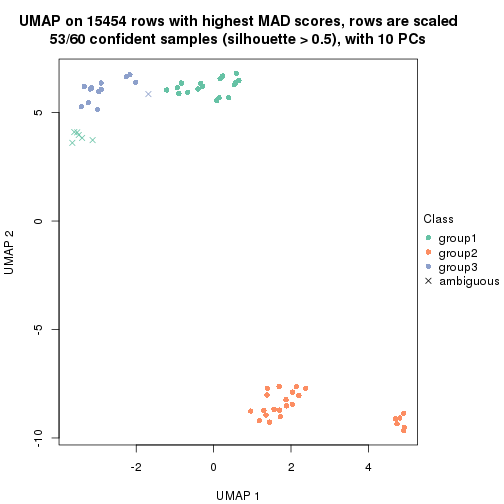 UMAP on 15454 rows with highest MAD scores, rows are scaled
53/60 confident samples (silhouette > 0.5), with 10 PCs
5
0
-5
-10
UMAP 2
-2
0
2
4
UMAP 1
Class
group1
group2
group3
ambiguous